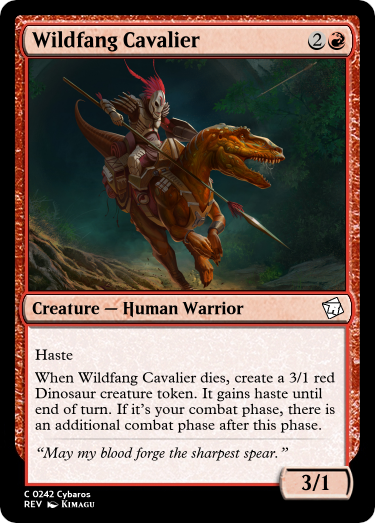 Wildfang Cavalier 2
Creature — Human Warrior
Haste
When Wildfang Cavalier dies, create a 3/1 red
Dinosaur creature token. It gains haste until
end of turn. If it's your combat phase, there is
an additional combat phase after this phase.
“May my blood forge the sharpest spear.”
3/1
C 0242 Cybaros
REV KIMAGU